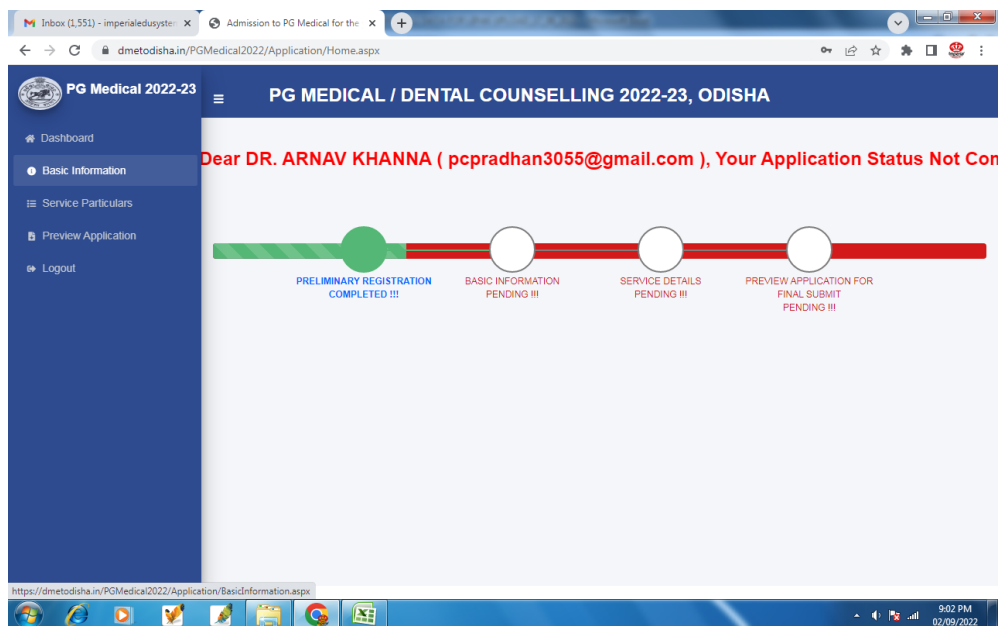 Inbox (1,551) - imperialedusyster
Admission to PG Medical for the
dmetodisha.in/PGMedical2022/Application/Home.aspx
PG Medical 2022-23
PG MEDICAL / DENTAL COUNSELLING 2022-23, ODISHA
Dashboard
Basic Information
Service Particulars
Preview Application
Logout
Dear DR. ARNAV KHANNA ( pcpradhan3055@gmail.com ), Your Application Status Not Con
PRELIMINARY REGISTRATION
COMPLETED !!!
BASIC INFORMATION
PENDING !!!
SERVICE DETAILS
PENDING !!!
PREVIEW APPLICATION FOR
FINAL SUBMIT
PENDING !!!
https://dmetodisha.in/PGMedical2022/Application/BasicInformation.aspx
9:02 PM
02/09/2022